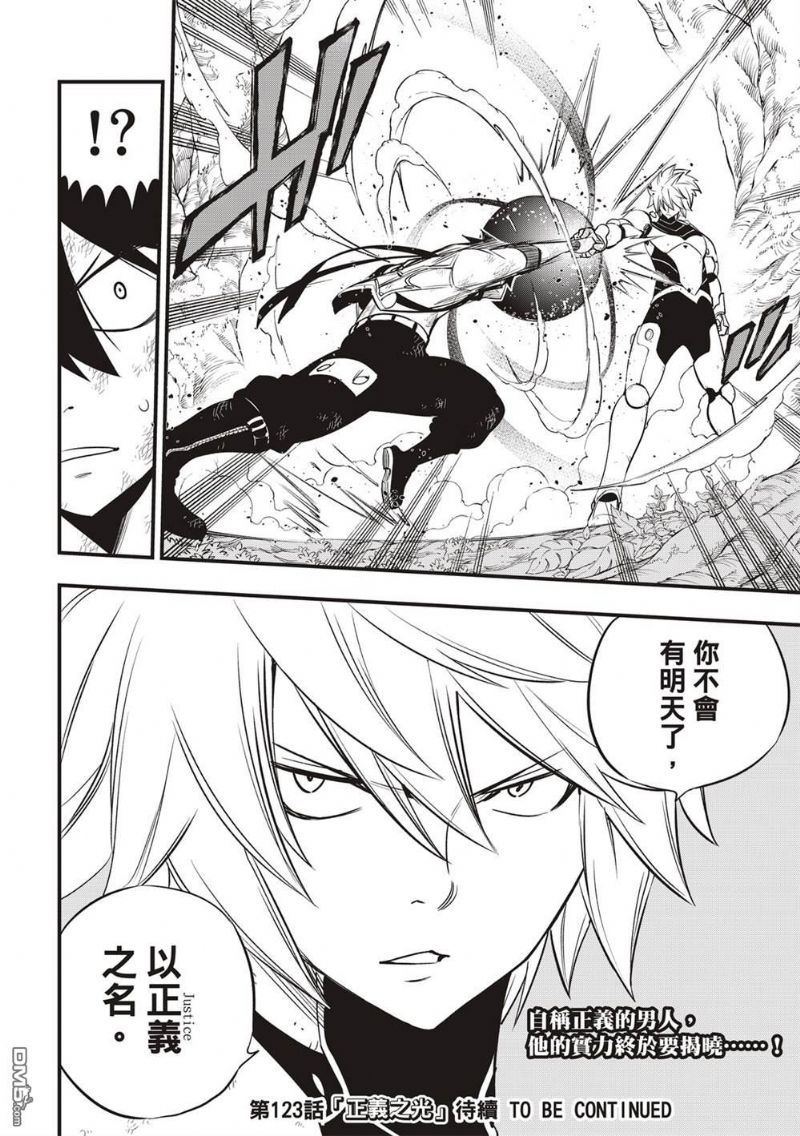 !?
你不會
有明天了，
以正義
Justice
之名。
自稱正義的男人，
他的實力終於要揭曉⋯⋯！
第123話『正義之光』待續 TO BE CONTINUED
DM5.com